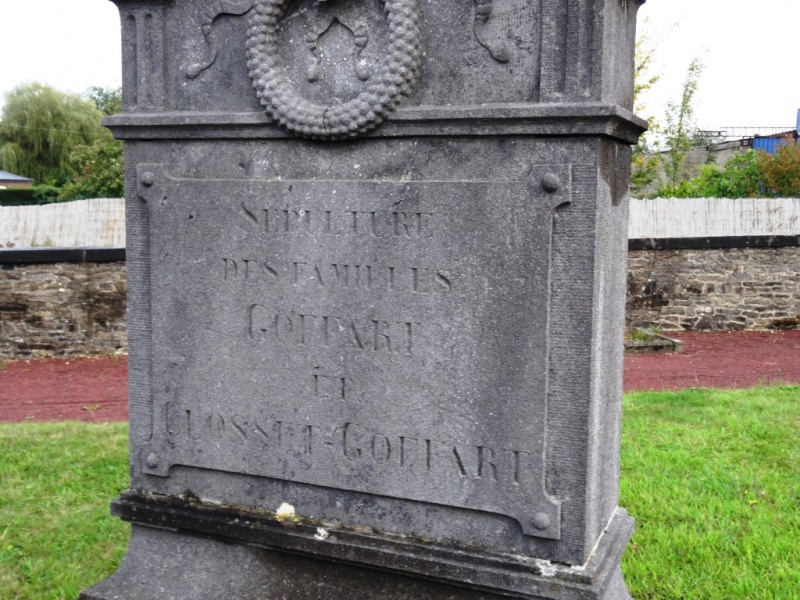 SEPULTURE
DES FAMILLES
GOFFART
ET
CLOSSET-GOFFART